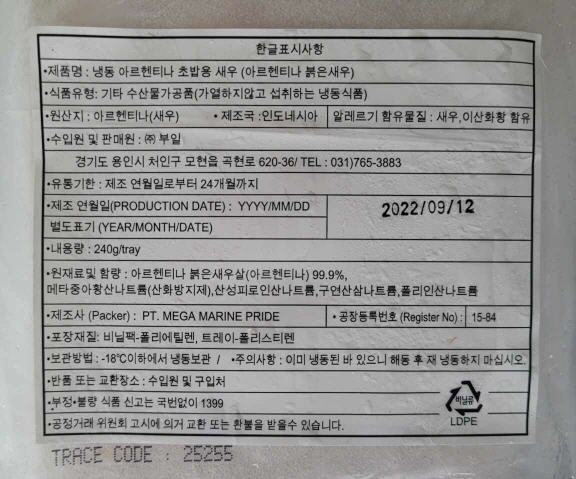 한글표시사항
•제품명 : 냉동 아르헨티나 초밥용 새우 (아르헨티나 붉은새우)
•식품유형: 기타 수산물가공품(가열하지않고 섭취하는 냉동식품)
•원산지 : 아르헨티나(새우) • 제조국 :인도네시아 알레르기 함유물질 : 새우,이산화황 함유
•수입원 및 판매원 : ㈜ 부일
경기도 용인시 처인구 모현읍 곡현로 620-36/ TEL : 031)765-3883
•유통기한 : 제조 연월일로부터 24개월까지
•제조 연월일(PRODUCTION DATE) : YYYY/MM/DD 2022/09/12
별도표기 (YEAR/MONTH/DATE)
•내용량 : 240g/tray
•원재료및 함량 : 아르헨티나 붉은새우살(아르헨티나) 99.9%,
메타중아황산나트륨(산화방지제),산성피로인산나트륨,구연산삼나트륨,폴리인산나트륨
•제조사 (Packer) : PT. MEGA MARINE PRIDE • 공장등록번호 (Register No) : 15-84
•포장재질: 비닐팩-폴리에틸렌, 트레이-폴리스티렌
•보관방법 : -18℃이하에서 냉동보관 / •주의사항 : 이미 냉동된 바 있으니 해동 후 재 냉동하지 마십시오.
•반품 또는 교환장소 : 수입원 및 구입처
•부정•불량 식품 신고는 국번없이 1399
•공정거래 위원회 고시에 의거 교환 또는 환불을 받을수 있습니다.
비닐류
LDPE
TRACE CODE : 25255